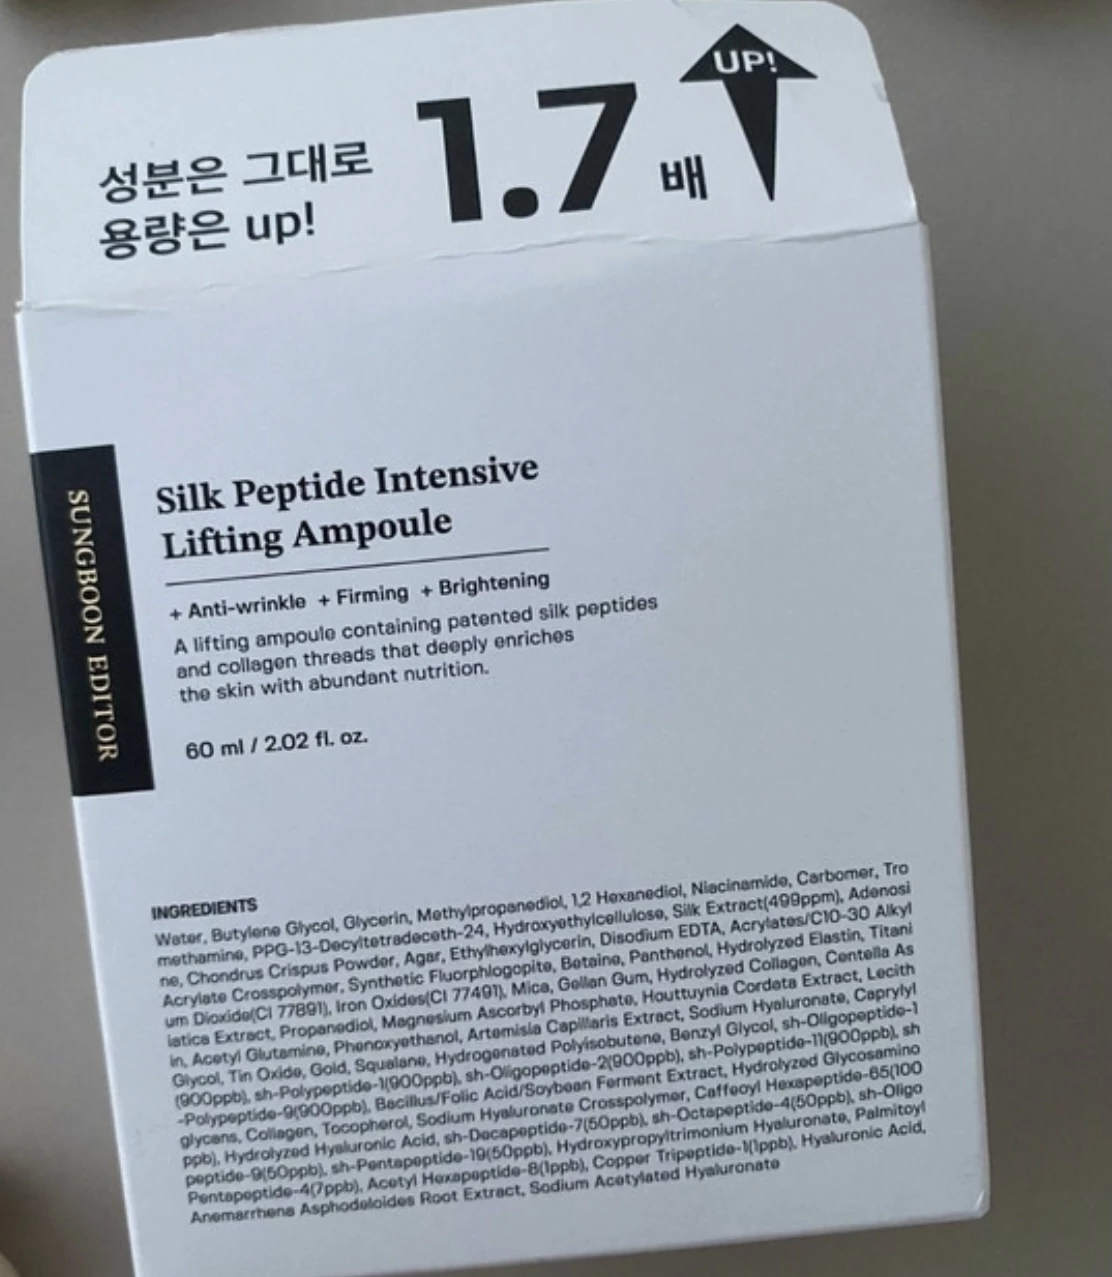 성분은 그대로
용량은 up!
1.7 배
UP!
SUNGBOON EDITOR
Silk Peptide Intensive
Lifting Ampoule
+ Anti-wrinkle + Firming + Brightening
A lifting ampoule containing patented silk peptides
and collagen threads that deeply enriches
the skin with abundant nutrition.
60 ml / 2.02 fl. oz.
INGREDIENTS
Water, Butylene Glycol, Glycerin, Methylpropanediol, 1,2 Hexanediol, Niacinamide, Carbomer, Tro
methamine, PPG-13-Decyltetradeceth-24, Hydroxyethylcellulose, Silk Extract(499ppm), Adenosi
ne, Chondrus Crispus Powder, Agar, Ethylhexylglycerin, Disodium EDTA, Acrylates/C10-30 Alkyl
Acrylate Crosspolymer, Synthetic Fluorphlogopite, Betaine, Panthenol, Hydrolyzed Elastin, Titani
um Dioxide(CI 77891), Iron Oxides(CI 77491), Mica, Gellan Gum, Hydrolyzed Collagen, Centella As
iatica Extract, Propanediol, Magnesium Ascorbyl Phosphate, Houttuynia Cordata Extract, Lecith
in, Acetyl Glutamine, Phenoxyethanol, Artemisia Capillaris Extract, Sodium Hyaluronate, Caprylyl
Glycol, Tin Oxide, Gold, Squalane, Hydrogenated Polyisobutene, Benzyl Glycol, sh-Oligopeptide-1
(900ppb), sh-Polypeptide-1(900ppb), sh-Oligopeptide-2(900ppb), sh-Polypeptide-11(900ppb), sh
-Polypeptide-9(900ppb), Bacillus/Folic Acid/Soybean Ferment Extract, Hydrolyzed Glycosamino
glycans, Collagen, Tocopherol, Sodium Hyaluronate Crosspolymer, Caffeoyl Hexapeptide-65(100
ppb), Hydrolyzed Hyaluronic Acid, sh-Decapeptide-7(50ppb), sh-Octapeptide-4(50ppb), sh-Oligo
peptide-9(50ppb), sh-Pentapeptide-19(50ppb), Hydroxypropyltrimonium Hyaluronate, Palmitoyl
Pentapeptide-4(7ppb), Acetyl Hexapeptide-8(1ppb), Copper Tripeptide-1(1ppb), Hyaluronic Acid,
Anemarrhena Asphodeloides Root Extract, Sodium Acetylated Hyaluronate